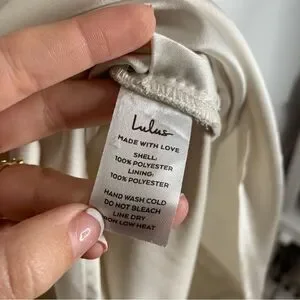 Lulus
MADE WITH LOVE
SHELL:
100% POLYESTER
LINING:
100% POLYESTER
HAND WASH COLD
DO NOT BLEACH
LINE DRY
IRON LOW HEAT